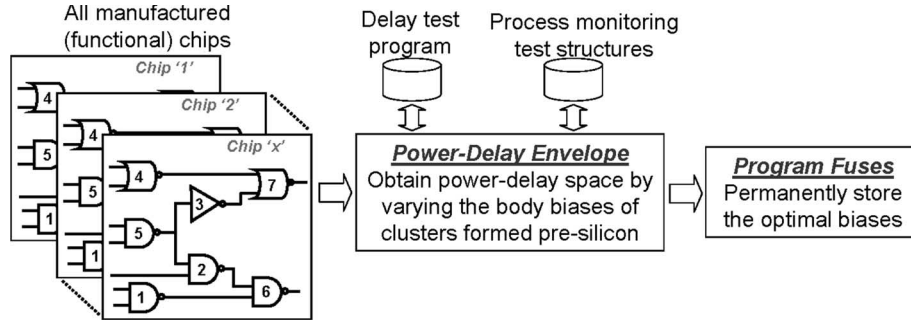 All manufactured
(functional) chips
Chip '1'
4
5
1
Chip '2'
4
5
1
Chip 'x'
4
7
3
5
2
1
6
Delay test
program
Process monitoring
test structures
Power-Delay Envelope
Obtain power-delay space by
varying the body biases of
clusters formed pre-silicon
Program Fuses
Permanently store
the optimal biases